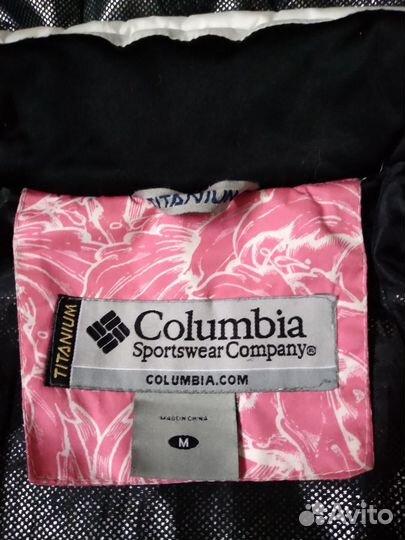 TITANIUM
TITANIUM
Columbia
Sportswear Company®
COLUMBIA.COM
MADE IN CHINA
M
Avito